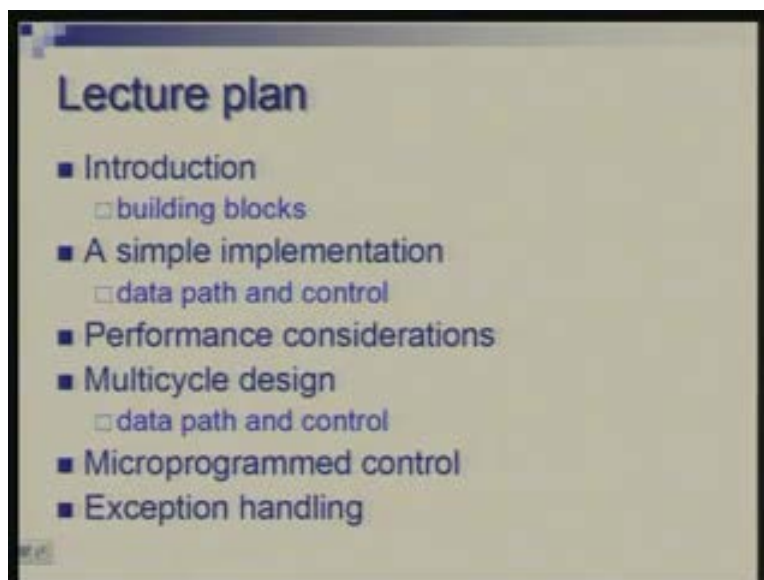 Lecture plan
Introduction
building blocks
A simple implementation
data path and control
Performance considerations
Multicycle design
data path and control
Microprogrammed control
Exception handling